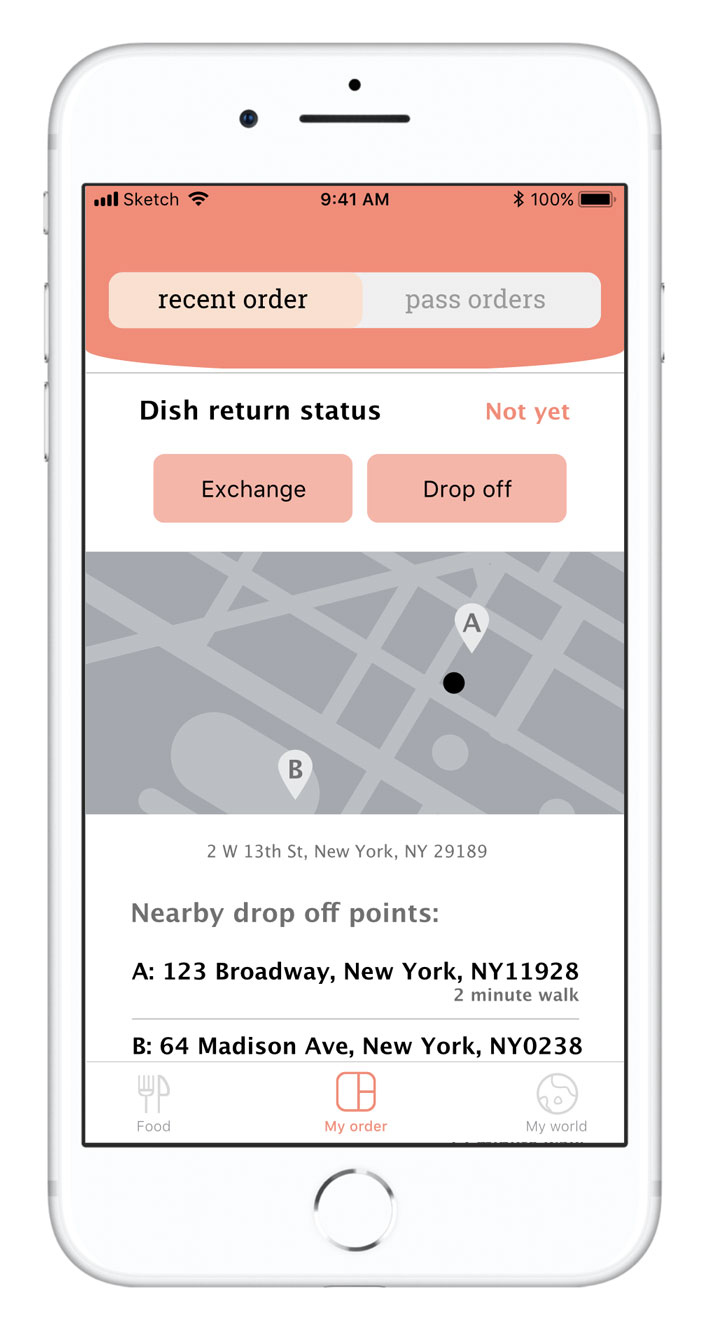 Sketch 9:41 AM 100%
recent order pass orders
Dish return status Not yet
Exchange Drop off
A
B
2 W 13th St, New York, NY 29189
Nearby drop off points:
A: 123 Broadway, New York, NY11928
2 minute walk
B: 64 Madison Ave, New York, NY0238
Food My order My world